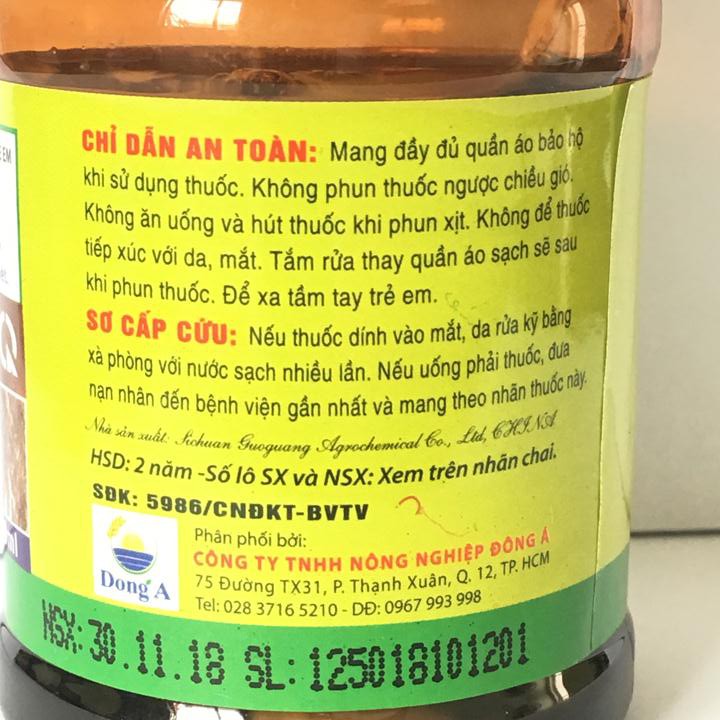 CHỈ DẪN AN TOÀN: Mang đầy đủ quần áo bảo hộ
khi sử dụng thuốc. Không phun thuốc ngược chiều gió.
Không ăn uống và hút thuốc khi phun xịt. Không để thuốc
tiếp xúc với da, mắt. Tắm rửa thay quần áo sạch sẽ sau
khi phun thuốc. Để xa tầm tay trẻ em.
SƠ CẤP CỨU: Nếu thuốc dính vào mắt, da rửa kỹ bằng
xà phòng với nước sạch nhiều lần. Nếu uống phải thuốc, đưa
nạn nhân đến bệnh viện gần nhất và mang theo nhãn thuốc này.
Nhà sản xuất: Sichuan Guoguang Agrochemical Co., Ltd, CHINA
HSD: 2 năm -Số lô SX và NSX: Xem trên nhãn chai.
SĐK: 5986/CNĐKT-BVTV
Phân phối bởi:
CÔNG TY TNHH NÔNG NGHIỆP ĐÔNG Á
75 Đường TX31, P. Thạnh Xuân, Q. 12, TP. HCM
Tel: 028 3716 5210 - DĐ: 0967 993 998
Dong A
NSX: 30.11.18 SL: 125018101201